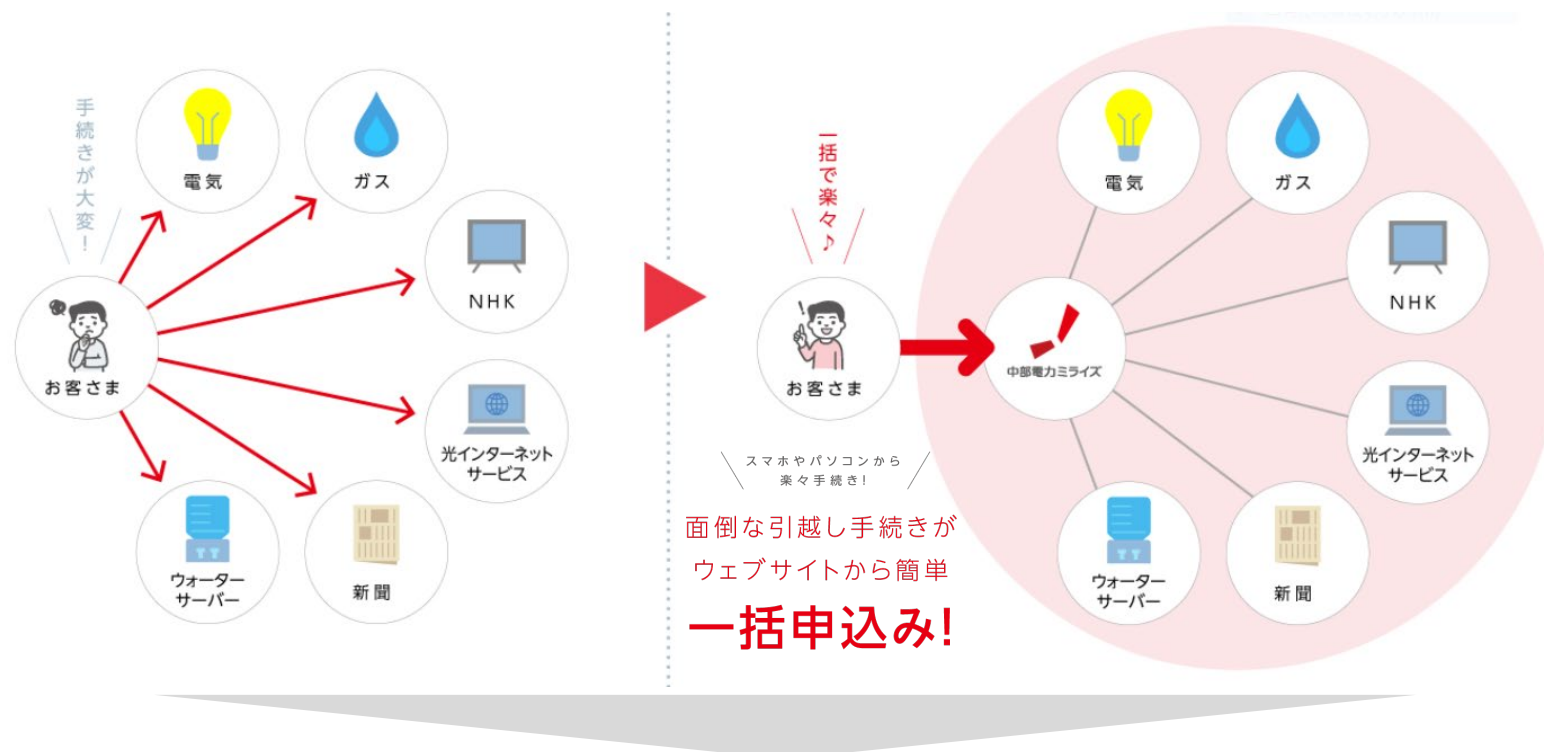 手続きが大変!
電気
ガス
NHK
お客さま
光インターネット
サービス
ウォーター
サーバー
新聞
一括で楽々♪
電気
ガス
NHK
お客さま
中部電力ミライズ
光インターネット
サービス
ウォーター
サーバー
新聞
スマホやパソコンから
楽々手続き!
面倒な引越し手続きが
ウェブサイトから簡単
一括申込み!